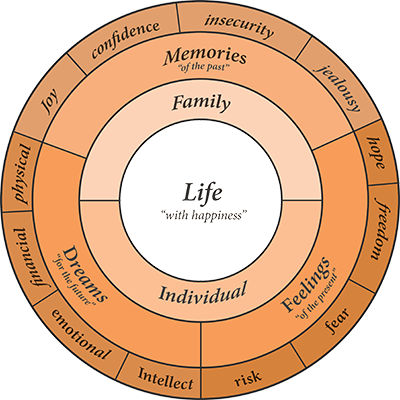 confidence
insecurity
jealousy
Joy
Memories
"of the past"
hope
physical
Family
freedom
Life
"with happiness"
financial
Dreams
"for the future"
Individual
Feelings
"of the present"
fear
emotional
Intellect
risk